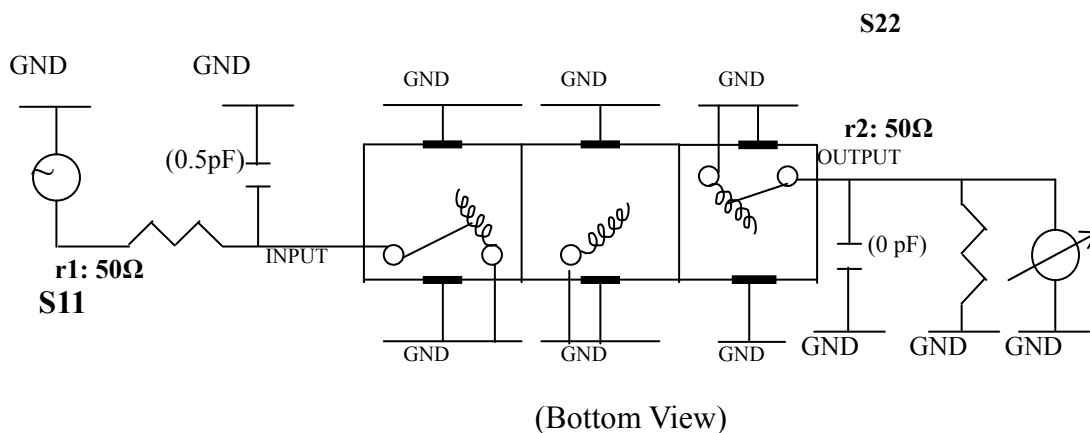 S22
GND
GND
GND
GND
GND
r2: 50Ω
(0.5pF)
OUTPUT
INPUT
(0 pF)
r1: 50Ω
S11
GND
GND
GND
GND
GND
GND
(Bottom View)